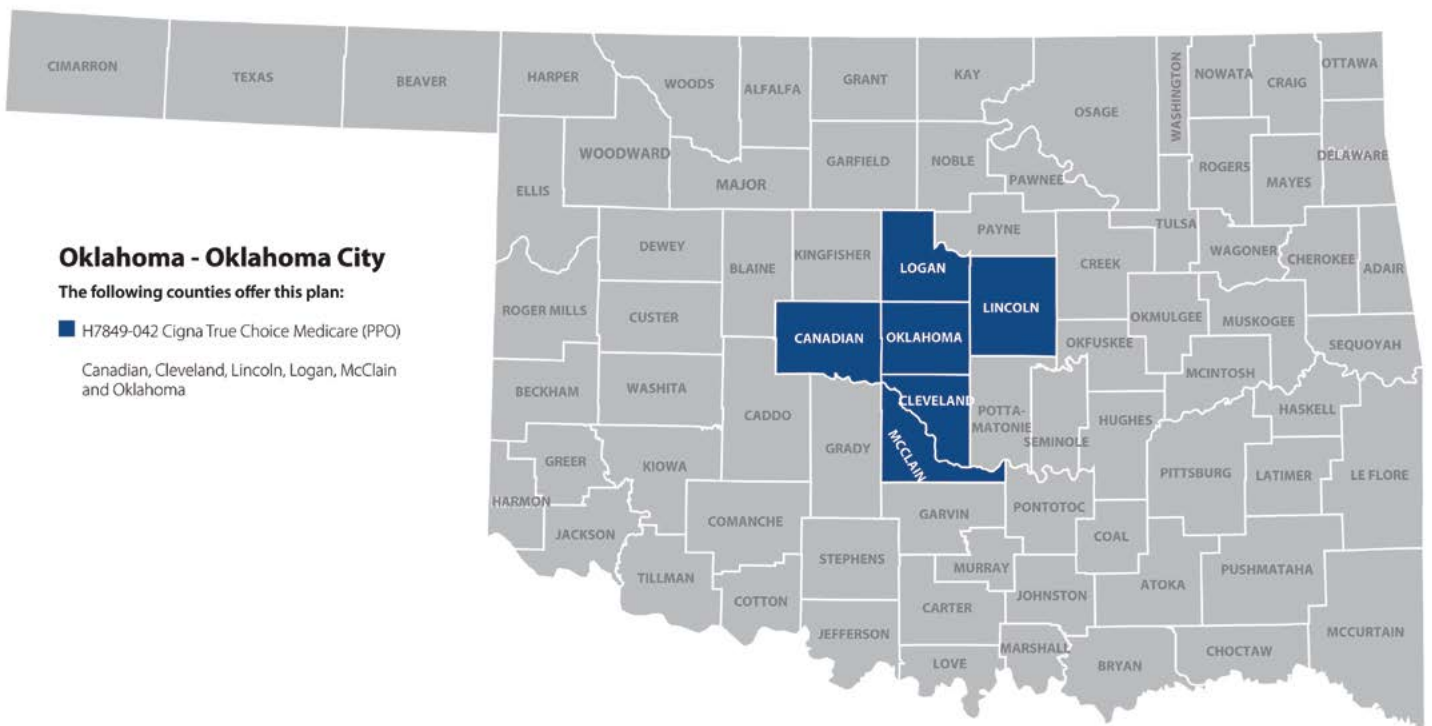 CIMARRON
TEXAS
BEAVER
HARPER
WOODS
ALFALFA
GRANT
KAY
OSAGE
WASHINGTON
NOWATA
CRAIG
OTTAWA
WOODWARD
ELLIS
MAJOR
GARFIELD
NOBLE
PAWNEE
ROGERS
MAYES
DELAWARE
Oklahoma - Oklahoma City
The following counties offer this plan:
H7849-042 Cigna True Choice Medicare (PPO)
Canadian, Cleveland, Lincoln, Logan, McClain
and Oklahoma
DEWEY
BLAINE
KINGFISHER
LOGAN
PAYNE
CREEK
TULSA
WAGONER
CHEROKEE
ADAIR
ROGER MILLS
CUSTER
CANADIAN
OKLAHOMA
LINCOLN
OKFUSKEE
OKMULGEE
MUSKOGEE
SEQUOYAH
BECKHAM
WASHITA
CADDO
GRADY
CLEVELAND
MCCLAIN
POTTA-
MATONIE
SEMINOLE
HUGHES
MCINTOSH
HASKELL
GREER
KIOWA
PITTSBURG
LATIMER
LE FLORE
HARMON
JACKSON
COMANCHE
GARVIN
PONTOTOC
COAL
TILLMAN
COTTON
STEPHENS
MURRAY
JOHNSTON
ATOKA
PUSHMATAHA
JEFFERSON
CARTER
LOVE
MARSHALL
BRYAN
CHOCTAW
MCCURTAIN